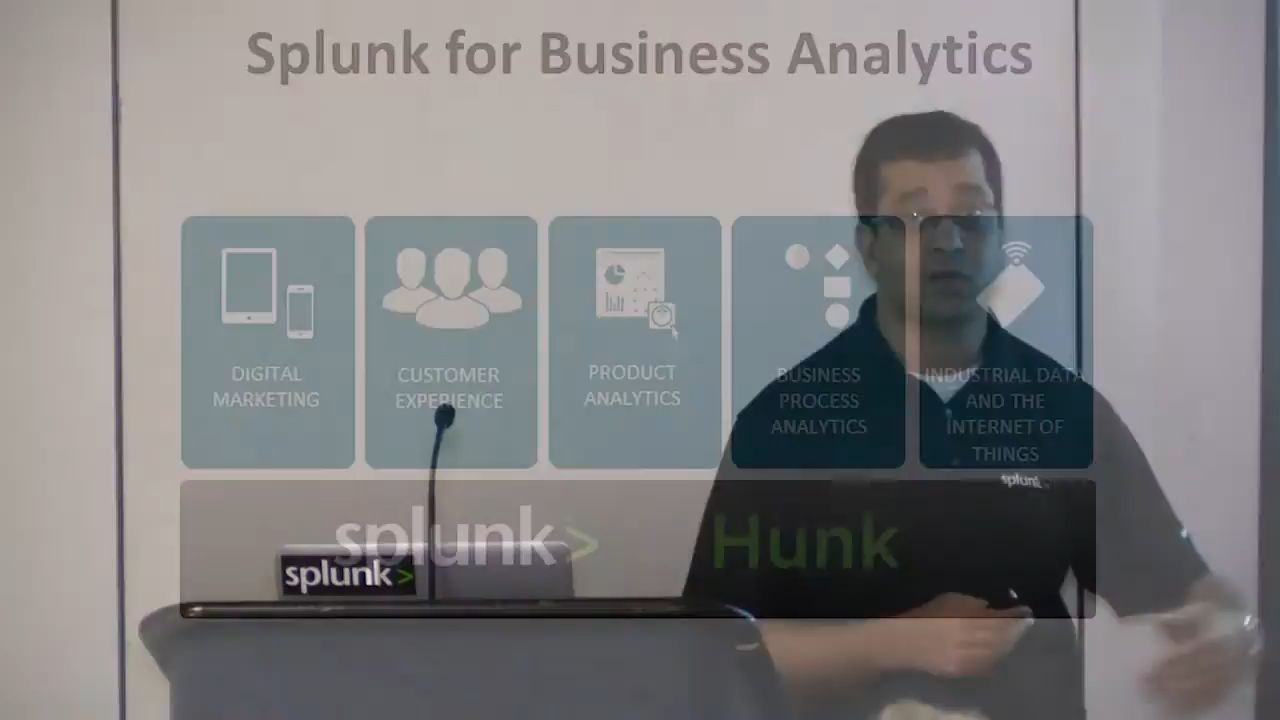 Splunk for Business Analytics
DIGITAL
MARKETING
CUSTOMER
EXPERIENCE
PRODUCT
ANALYTICS
BUSINESS
PROCESS
ANALYTICS
INDUSTRIAL DATA
AND THE
INTERNET OF
THINGS
splunk>
splunk> Hunk
splunk>